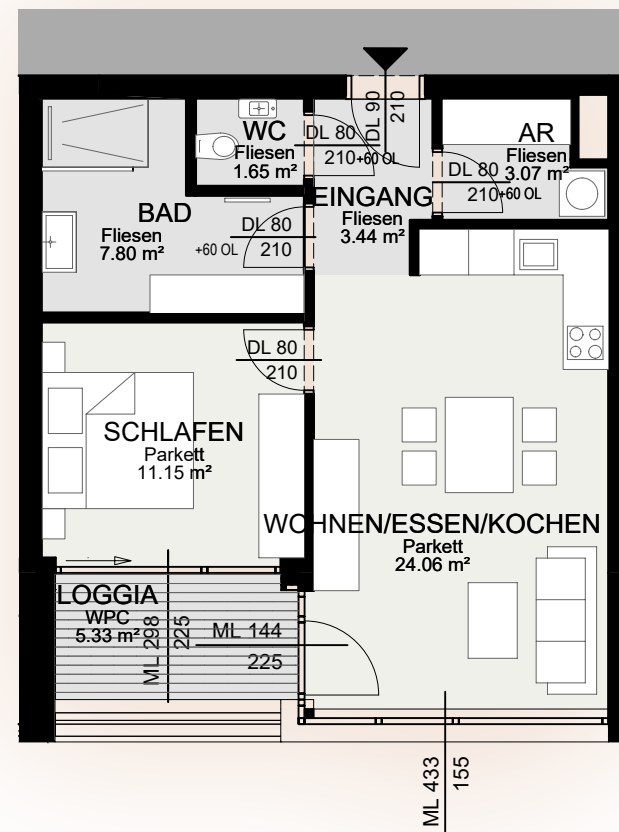 DL 90
210
WC
Fliesen
1.65 m²
DL 80
210+60 OL
AR
Fliesen
3.07 m²
DL 80
210+60 OL
EINGANG
Fliesen
3.44 m²
BAD
Fliesen
7.80 m²
DL 80
+60 OL 210
DL 80
210
SCHLAFEN
Parkett
11.15 m²
WOHNEN/ESSEN/KOCHEN
Parkett
24.06 m²
LOGGIA
WPC
5.33 m²
ML 298
225
ML 144
225
ML 433
155